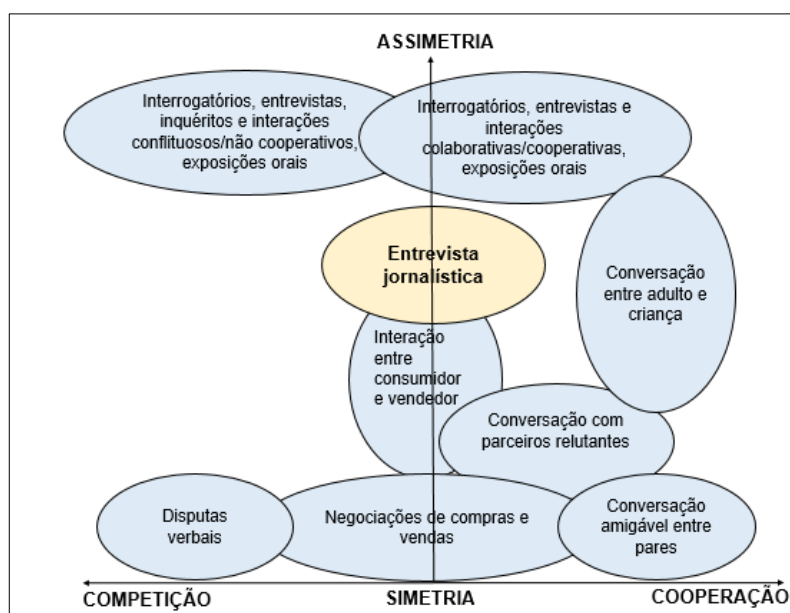 ASSIMETRIA
Interrogatórios, entrevistas,
inquéritos e interações
conflituosos/não cooperativos,
exposições orais
Interrogatórios, entrevistas e
interações
colaborativas/cooperativas,
exposições orais
Entrevista
jornalística
Conversação
entre adulto e
criança
Interação
entre
consumidor
e vendedor
Conversação com
parceiros relutantes
Disputas
verbais
Negociações de compras e
vendas
Conversação
amigável entre
pares
COMPETIÇÃO
SIMETRIA
COOPERAÇÃO